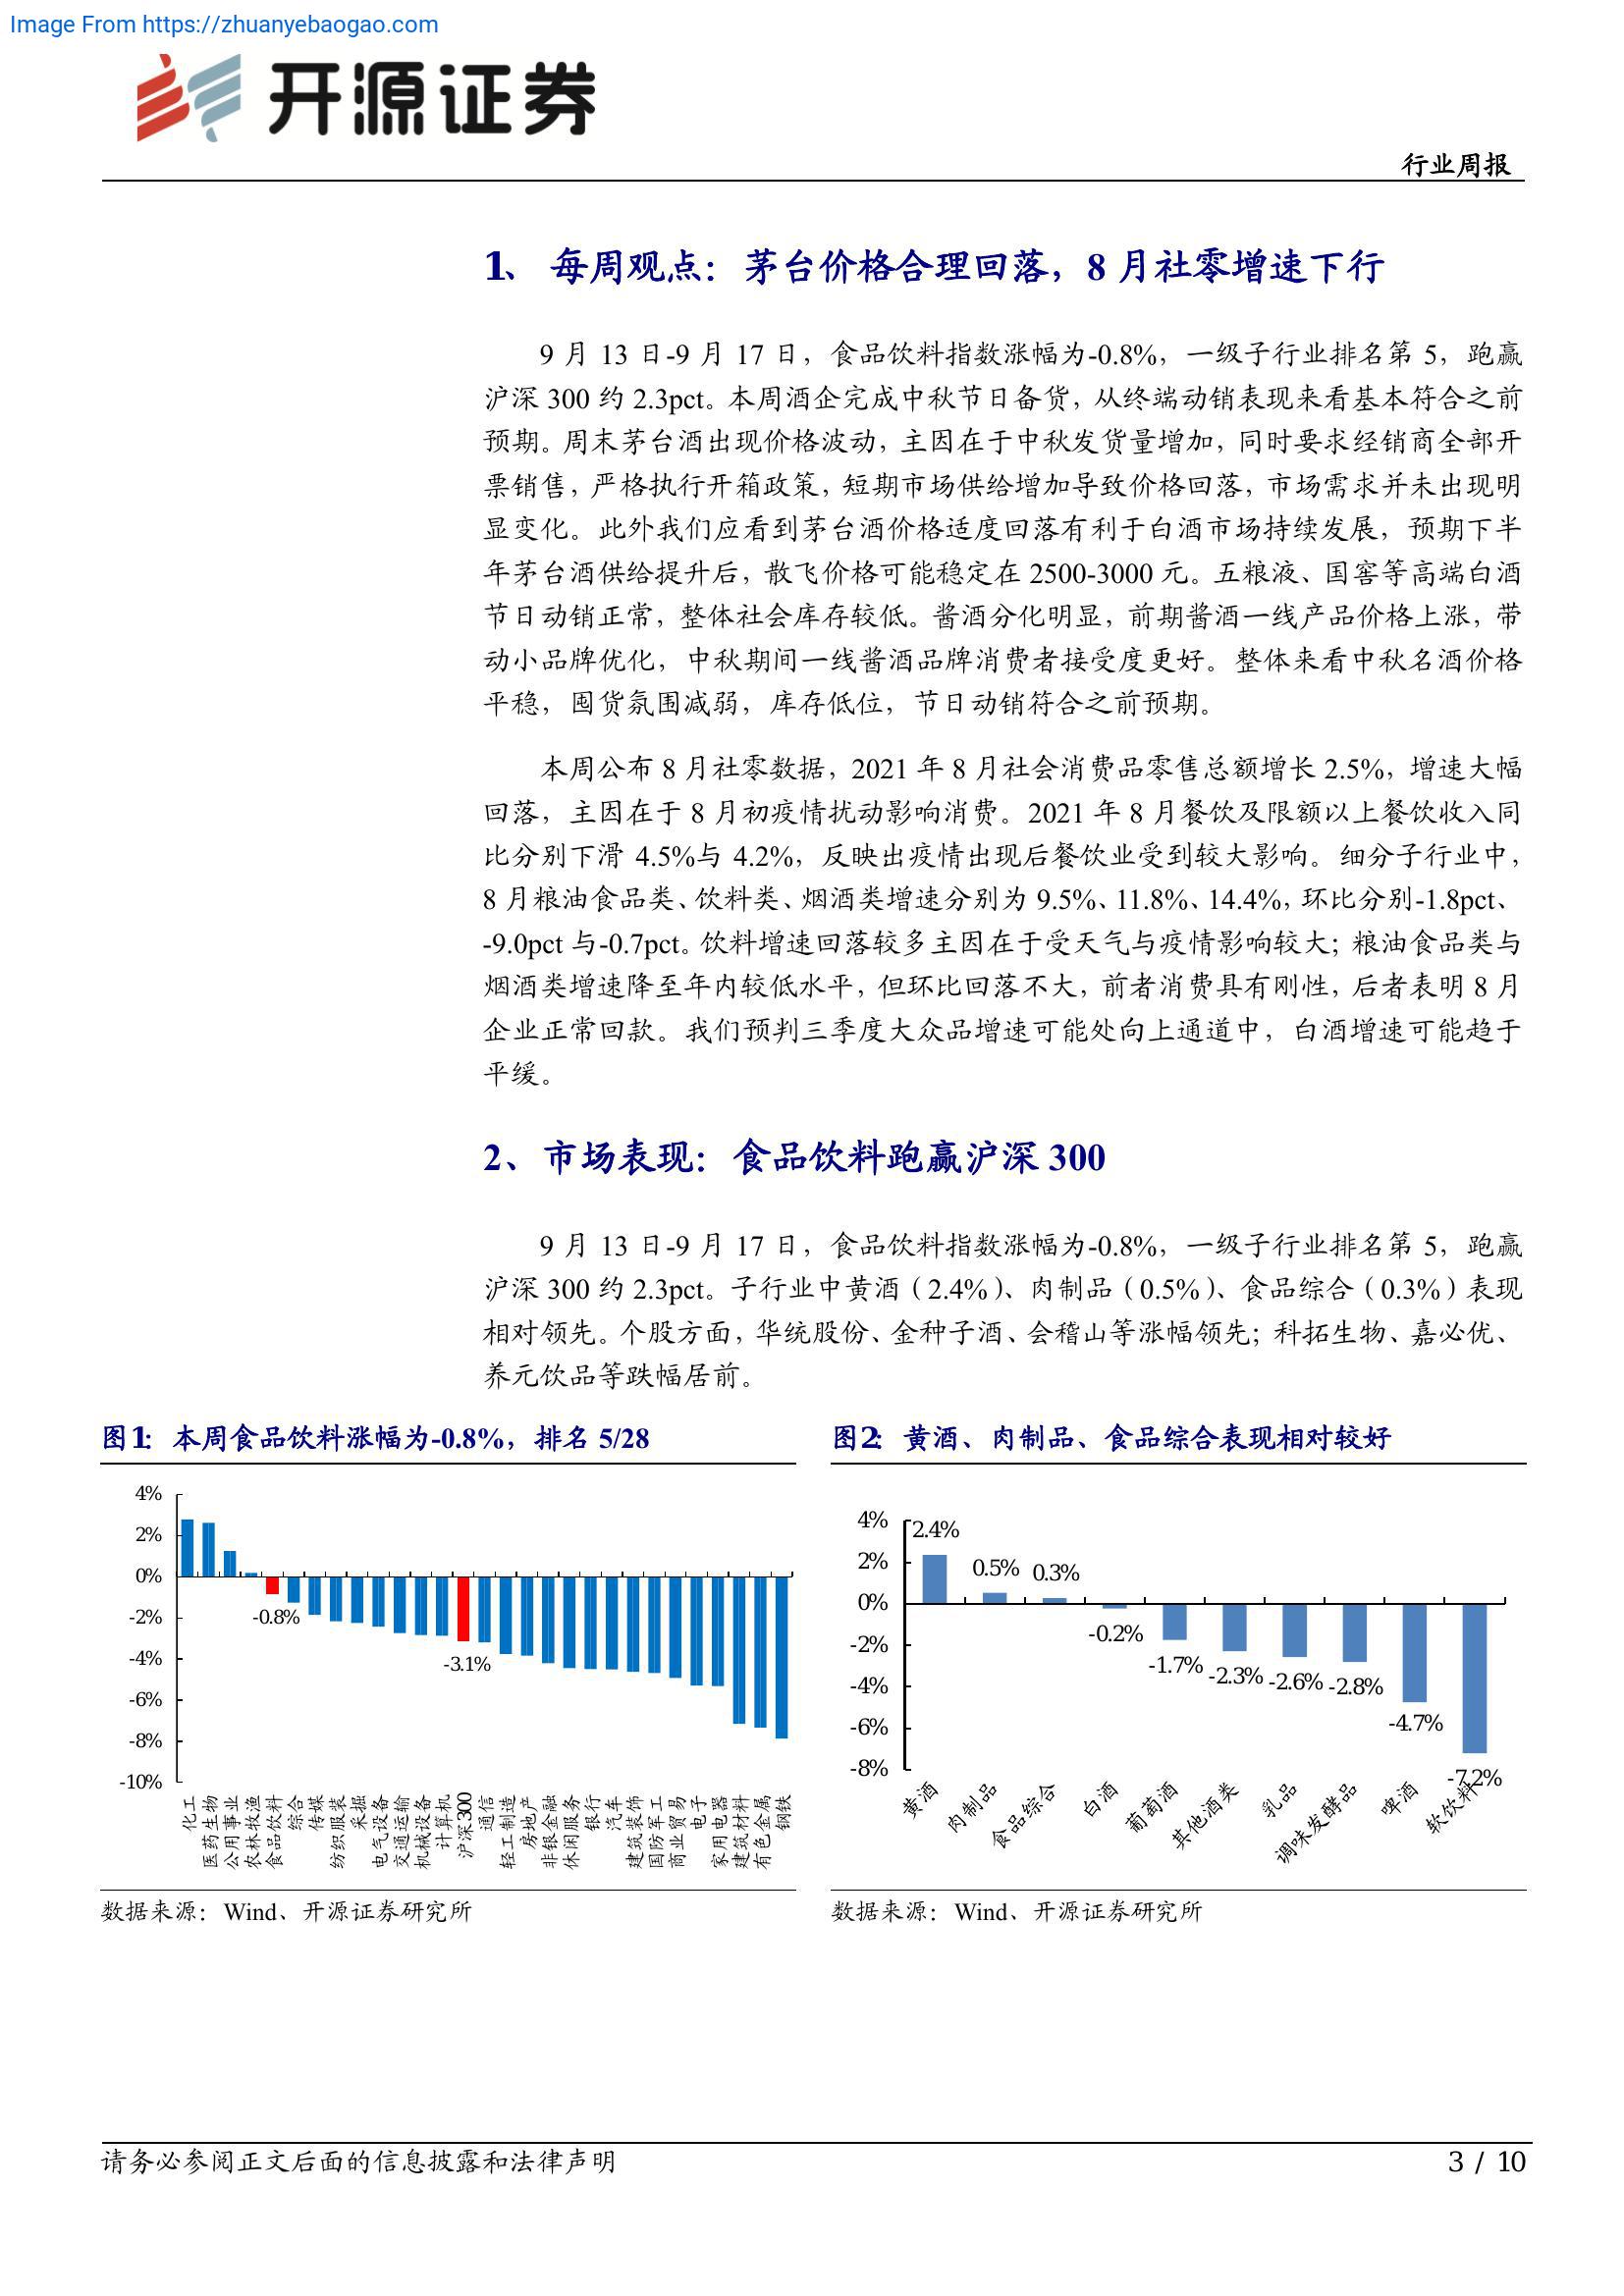 Image From https://zhuanyebaogao.com
开源证券
行业周报
1、 每周观点：茅台价格合理回落，8 月社零增速下行
9 月 13 日-9 月 17 日，食品饮料指数涨幅为-0.8%，一级子行业排名第 5，跑赢
沪深 300 约 2.3pct。本周酒企完成中秋节日备货，从终端动销表现来看基本符合之前
预期。周末茅台酒出现价格波动，主因在于中秋发货量增加，同时要求经销商全部开
票销售，严格执行开箱政策，短期市场供给增加导致价格回落，市场需求并未出现明
显变化。此外我们应看到茅台酒价格适度回落有利于白酒市场持续发展，预期下半
年茅台酒供给提升后，散飞价格可能稳定在 2500-3000 元。五粮液、国窖等高端白酒
节日动销正常，整体社会库存较低。酱酒分化明显，前期酱酒一线产品价格上涨，带
动小品牌优化，中秋期间一线酱酒品牌消费者接受度更好。整体来看中秋名酒价格
平稳，囤货氛围减弱，库存低位，节日动销符合之前预期。
本周公布 8 月社零数据，2021 年 8 月社会消费品零售总额增长 2.5%，增速大幅
回落，主因在于 8 月初疫情扰动影响消费。2021 年 8 月餐饮及限额以上餐饮收入同
比分别下滑 4.5%与 4.2%，反映出疫情出现后餐饮业受到较大影响。细分子行业中，
8 月粮油食品类、饮料类、烟酒类增速分别为 9.5%、11.8%、14.4%，环比分别-1.8pct、
-9.0pct 与-0.7pct。饮料增速回落较多主因在于受天气与疫情影响较大；粮油食品类与
烟酒类增速降至年内较低水平，但环比回落不大，前者消费具有刚性，后者表明 8 月
企业正常回款。我们预判三季度大众品增速可能处向上通道中，白酒增速可能趋于
平缓。
2、市场表现：食品饮料跑赢沪深 300
9 月 13 日-9 月 17 日，食品饮料指数涨幅为-0.8%，一级子行业排名第 5，跑赢
沪深 300 约 2.3pct。子行业中黄酒（2.4%）、肉制品（0.5%）、食品综合（0.3%）表现
相对领先。个股方面，华统股份、金种子酒、会稽山等涨幅领先；科拓生物、嘉必优、
养元饮品等跌幅居前。
图1：本周食品饮料涨幅为-0.8%，排名 5/28
4%
2%
0%
-2%
-4%
-6%
-8%
-10%
-0.8%
-3.1%
化工
医药生物
公用事业
农林牧渔
食品饮料
综合
传媒
纺织服装
采掘
电气设备
交通运输
机械设备
计算机
沪深300
通信
轻工制造
房地产
非银金融
休闲服务
银行
汽车
建筑装饰
国防军工
商业贸易
电子
家用电器
建筑材料
有色金属
钢铁
数据来源：Wind、开源证券研究所
图2：黄酒、肉制品、食品综合表现相对较好
4%
2%
0%
-2%
-4%
-6%
-8%
2.4%
0.5%
0.3%
-0.2%
-1.7%
-2.3%
-2.6%
-2.8%
-4.7%
-7.2%
黄酒
肉制品
食品综合
白酒
葡萄酒
其他酒类
乳品
调味发酵品
啤酒
软饮料
数据来源：Wind、开源证券研究所
请务必参阅正文后面的信息披露和法律声明
3 / 10